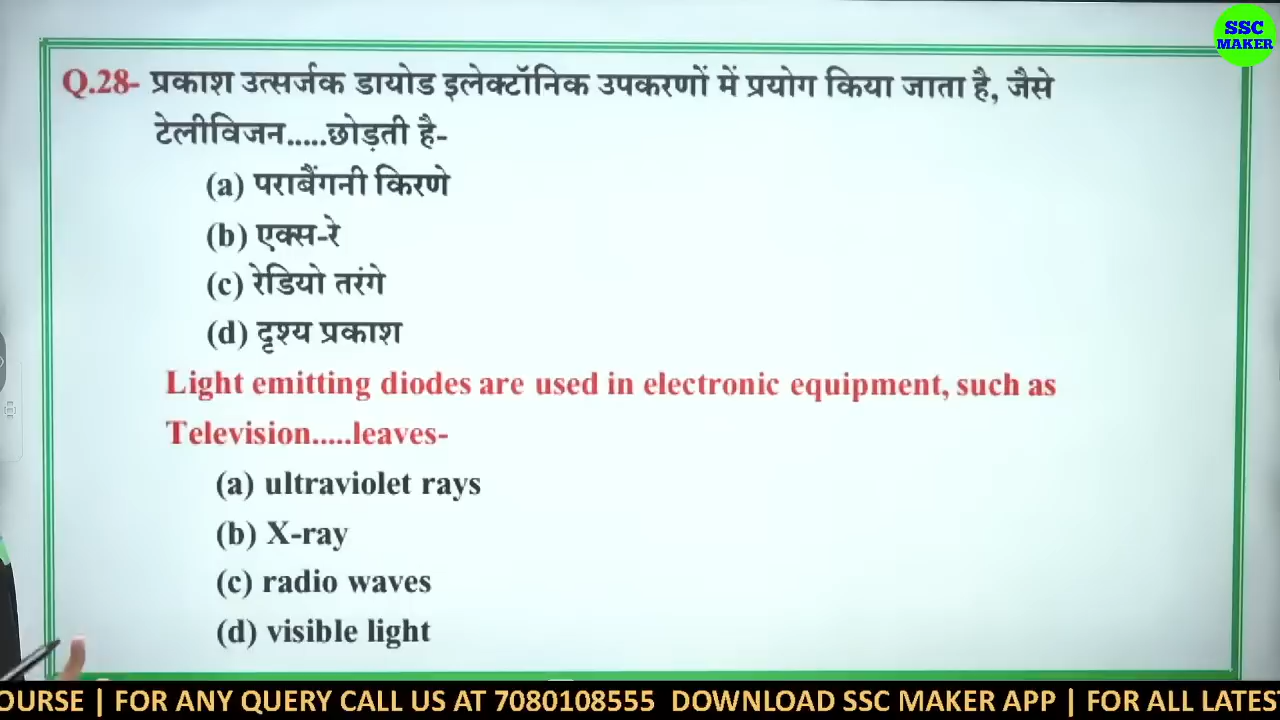 SSC
MAKER
Q.28- प्रकाश उत्सर्जक डायोड इलेक्टॉनिक उपकरणों में प्रयोग किया जाता है, जैसे
टेलीविजन.....छोड़ती है-
(a) पराबैंगनी किरणे
(b) एक्स-रे
(c) रेडियो तरंगे
(d) दृश्य प्रकाश
Light emitting diodes are used in electronic equipment, such as
Television.....leaves-
(a) ultraviolet rays
(b) X-ray
(c) radio waves
(d) visible light
OURSE | FOR ANY QUERY CALL US AT 7080108555 DOWNLOAD SSC MAKER APP | FOR ALL LATES